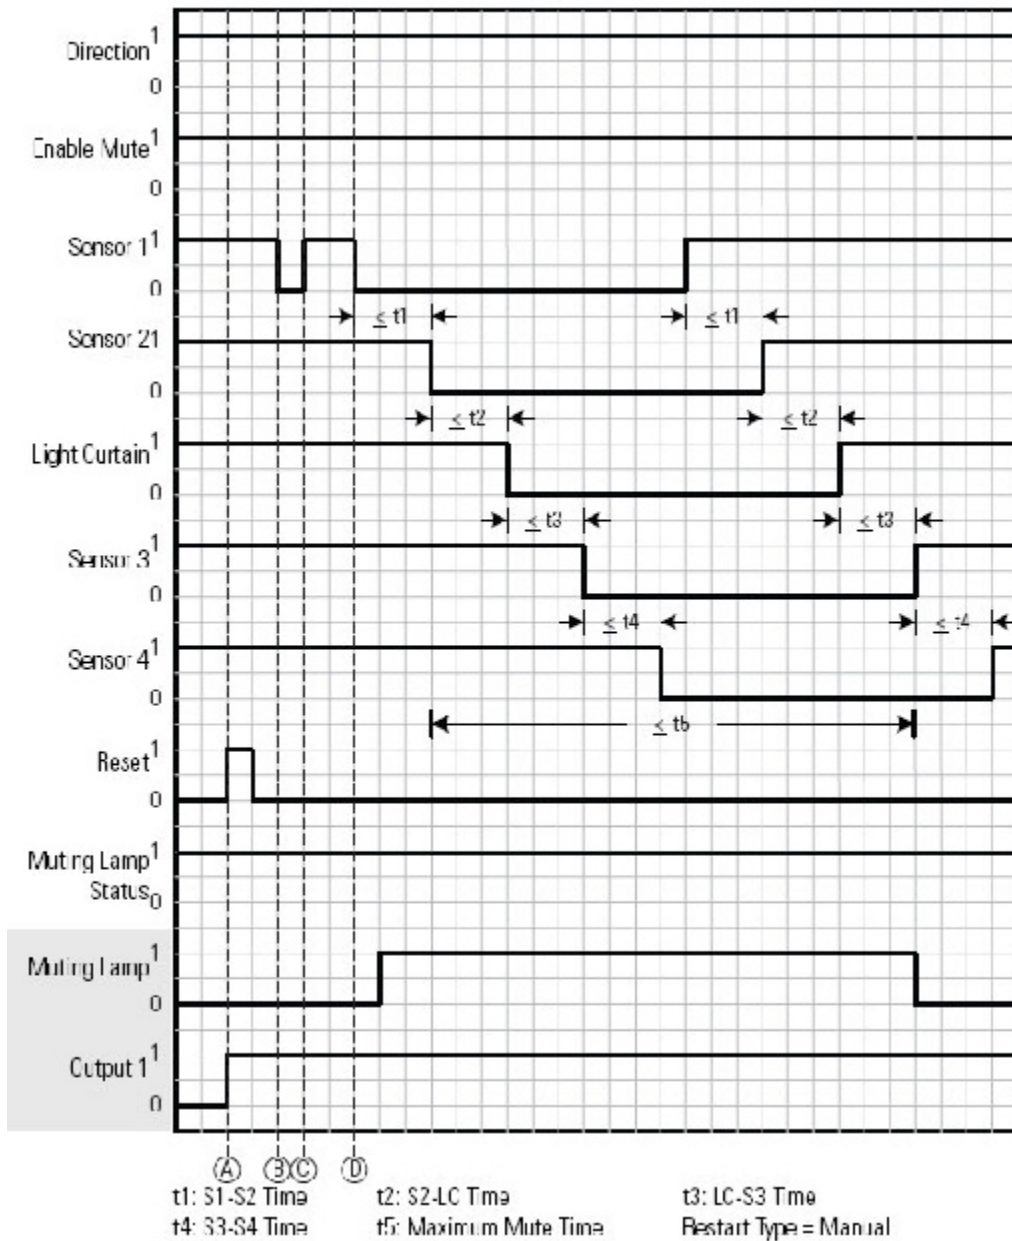 Direction 1
0
Enable Mute 1
0
Sensor 1 1
0
≤ t1
≤ t1
Sensor 2 1
0
≤ t2
≤ t2
Light Curtain 1
0
≤ t3
≤ t3
Sensor 3 1
0
≤ t4
≤ t4
Sensor 4 1
0
≤ t5
Reset 1
0
Muting Lamp 1
Status 0
Muting Lamp 1
0
Output 1 1
0
A B C D
t1: S1-S2 Time t2: S2-LC Time t3: LC-S3 Time
t4: S3-S4 Time t5: Maximum Mute Time Restart Type = Manual